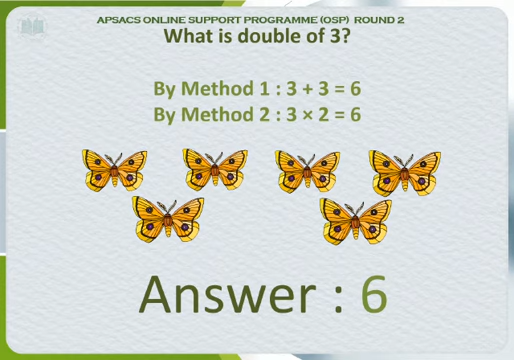 APSACS ONLINE SUPPORT PROGRAMME (OSP) ROUND 2
What is double of 3?
By Method 1 : 3 + 3 = 6
By Method 2 : 3 × 2 = 6
Answer : 6